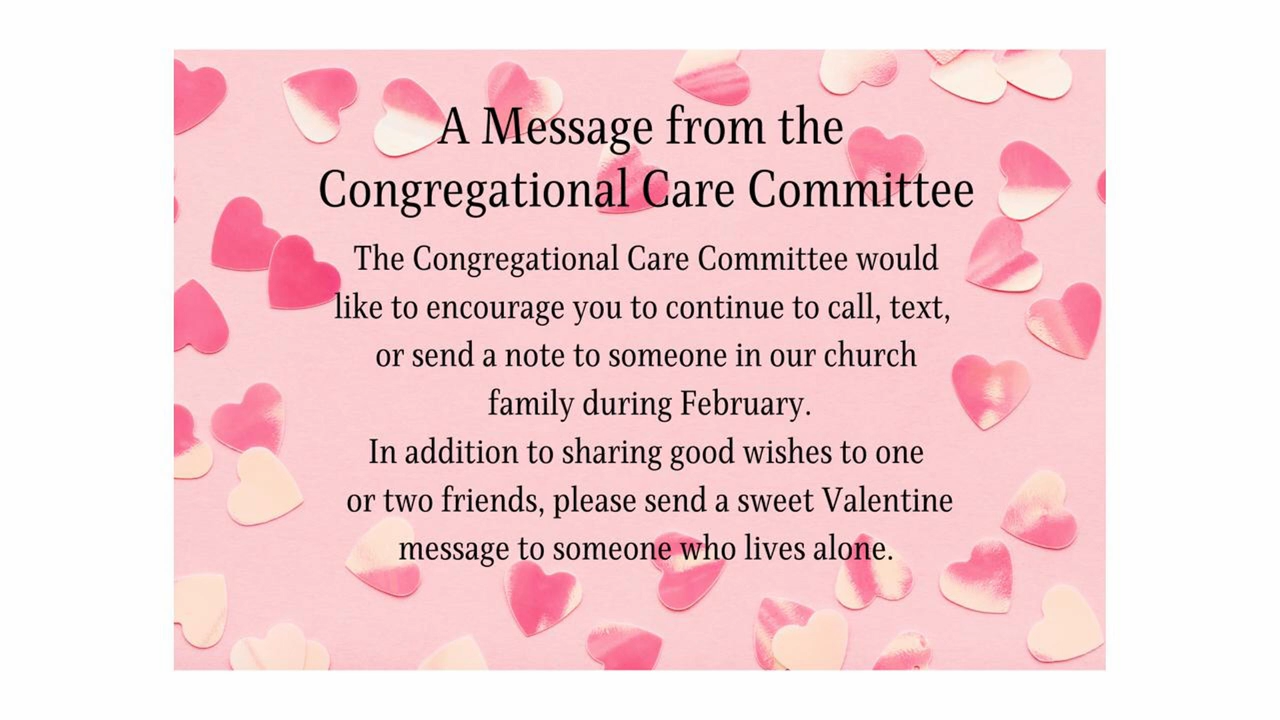 A Message from the
Congregational Care Committee
The Congregational Care Committee would
like to encourage you to continue to call, text,
or send a note to someone in our church
family during February.
In addition to sharing good wishes to one
or two friends, please send a sweet Valentine
message to someone who lives alone.